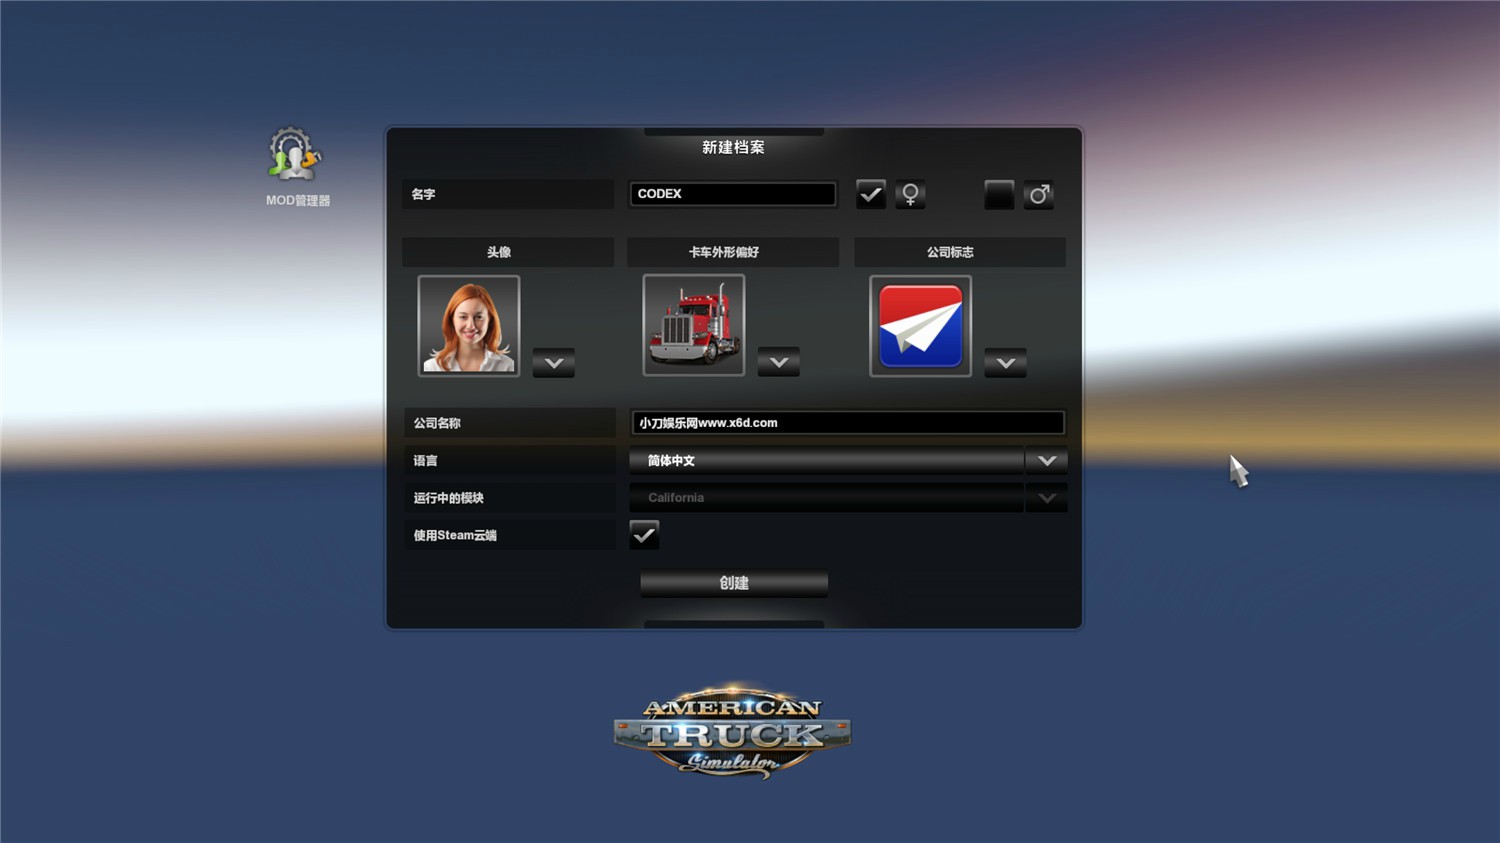 新建档案
MOD管理器
名字
CODEX
头像
卡车外形偏好
公司标志
公司名称
小刀娱乐网www.x6d.com
语言
简体中文
运行中的模块
California
使用Steam云端
创建
AMERICAN
TRUCK
Simulator